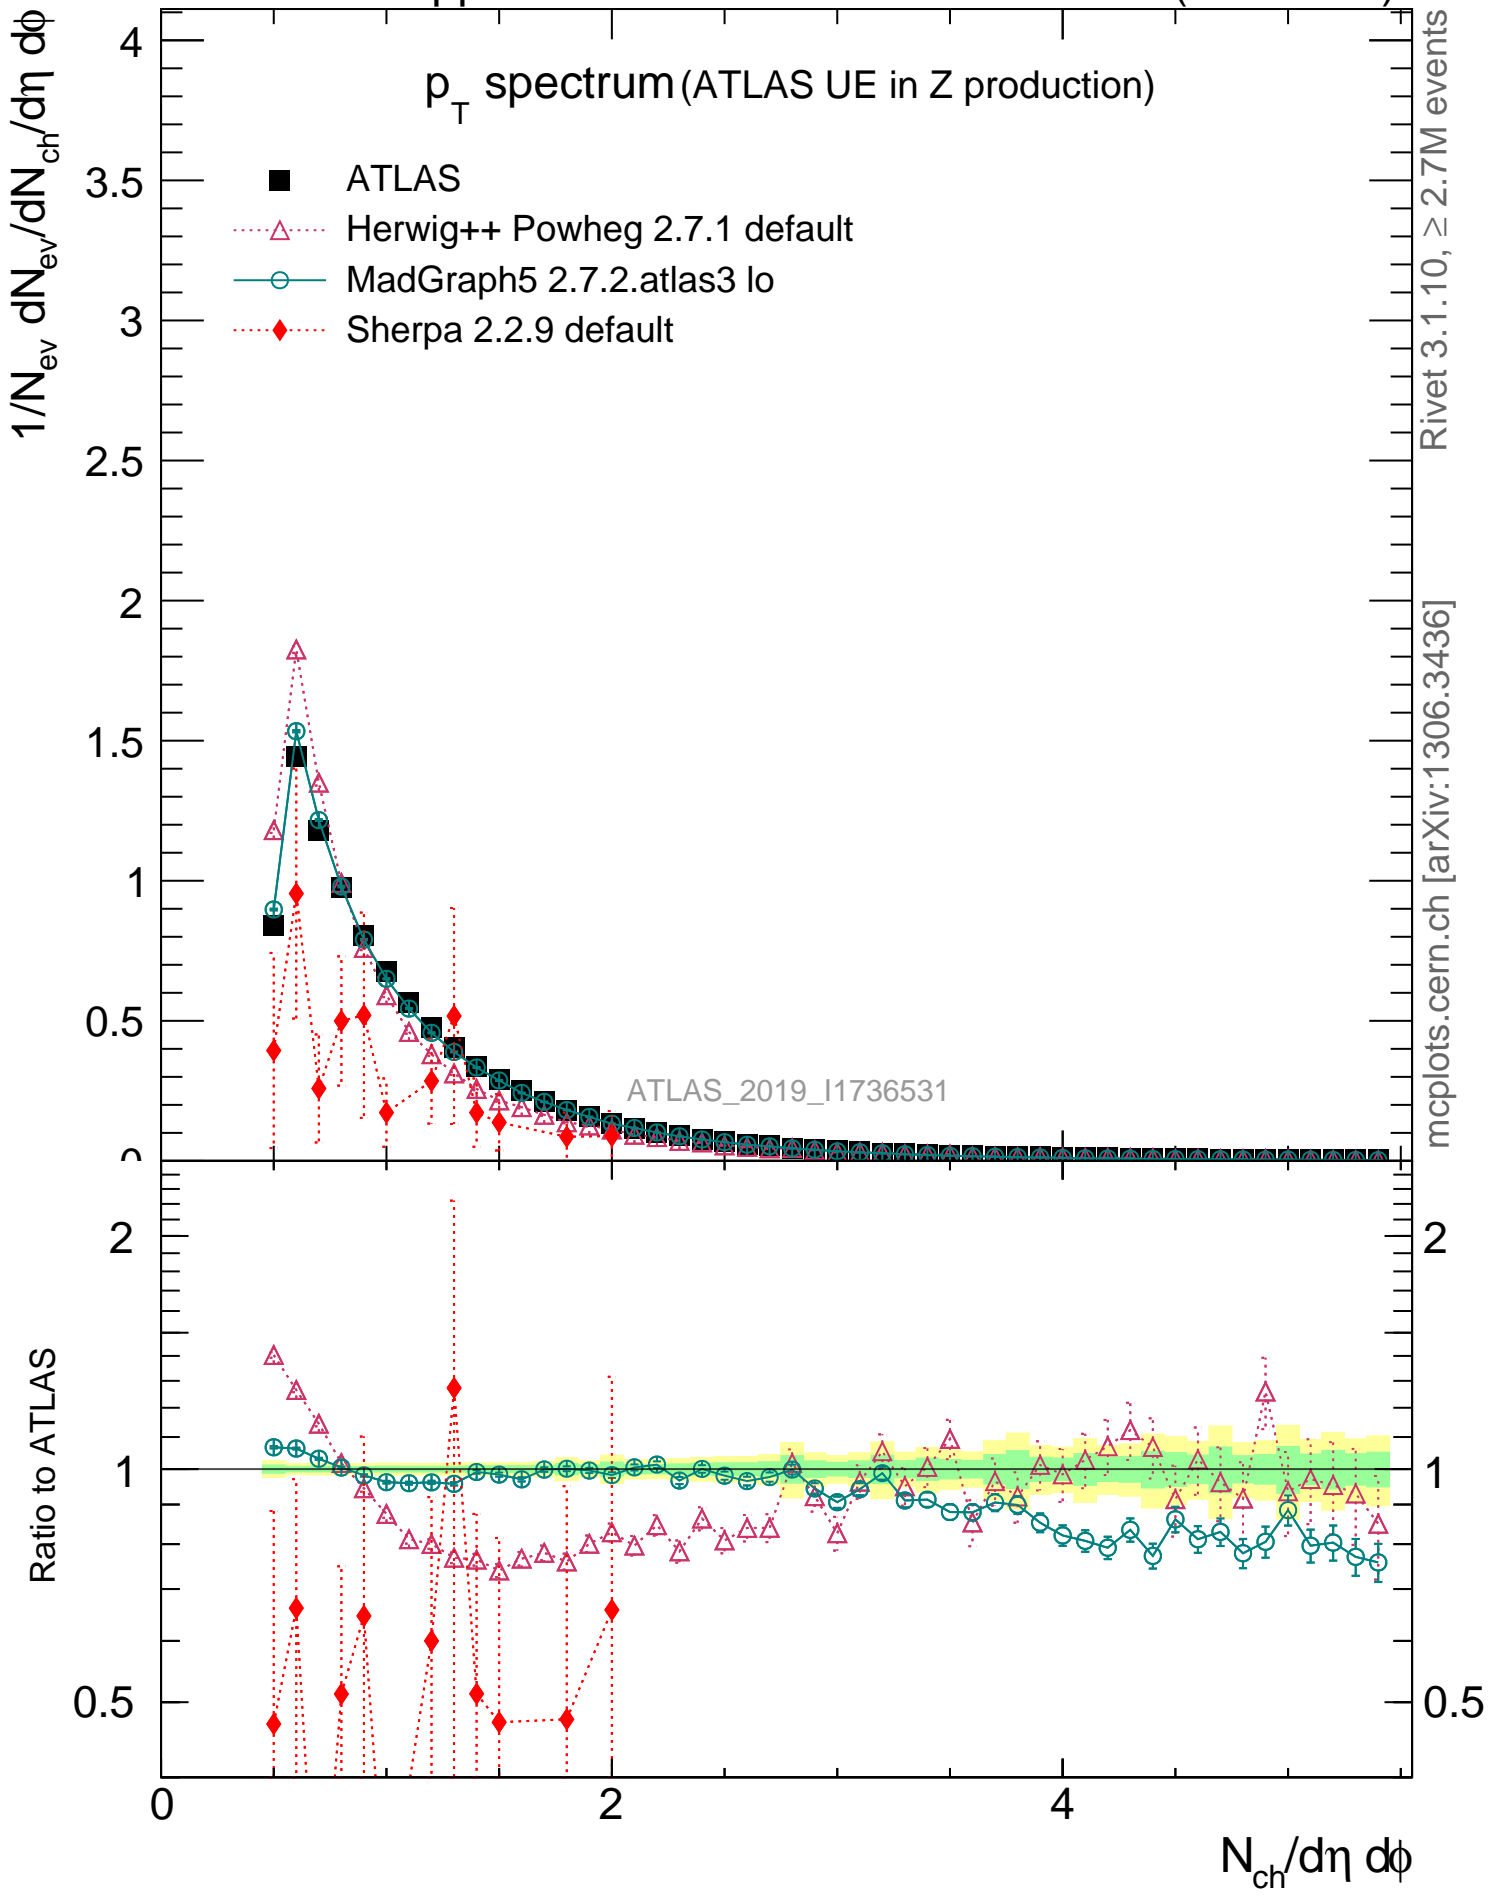 p_T spectrum (ATLAS UE in Z production)
1/N_ev dN_ev/dN_ch/dη dϕ
ATLAS
Herwig++ Powheg 2.7.1 default
MadGraph5 2.7.2.atlas3 lo
Sherpa 2.2.9 default
4
3.5
3
2.5
2
1.5
1
0.5
0
ATLAS_2019_I1736531
Rivet 3.1.10, ≥ 2.7M events
mcplots.cern.ch [arXiv:1306.3436]
Ratio to ATLAS
2
1
0.5
2
1
0.5
0
2
4
N_ch/dη dϕ